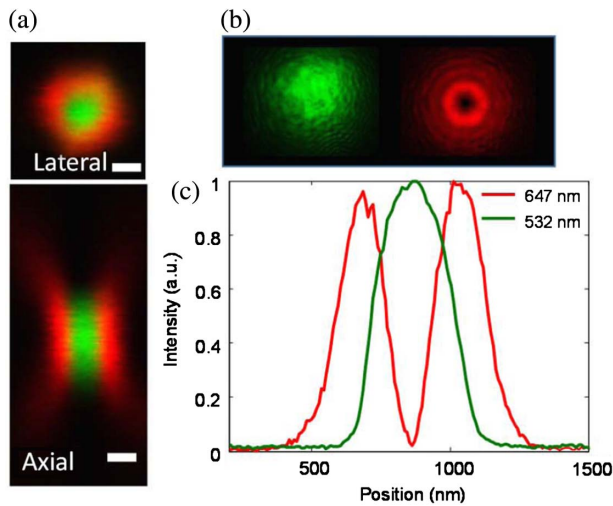 (a)
(b)
Lateral
Axial
(c)
1
0.8
0.6
0.4
0.2
0
Intensity (a.u.)
647 nm
532 nm
500
1000
1500
Position (nm)